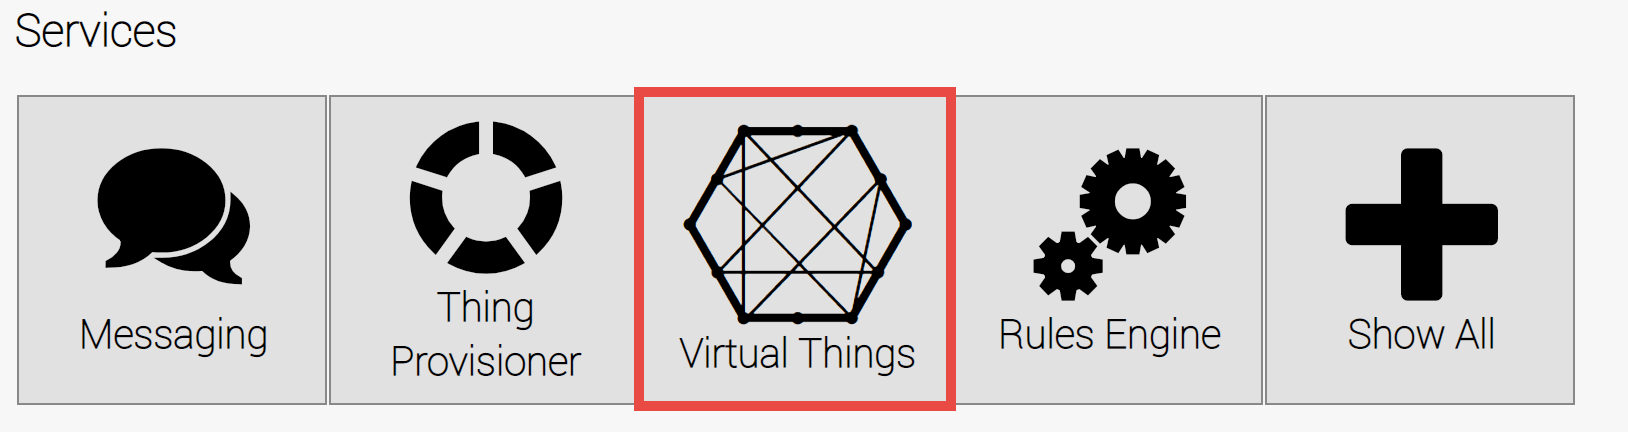 Services
Messaging
Thing
Provisioner
Virtual Things
Rules Engine
Show All